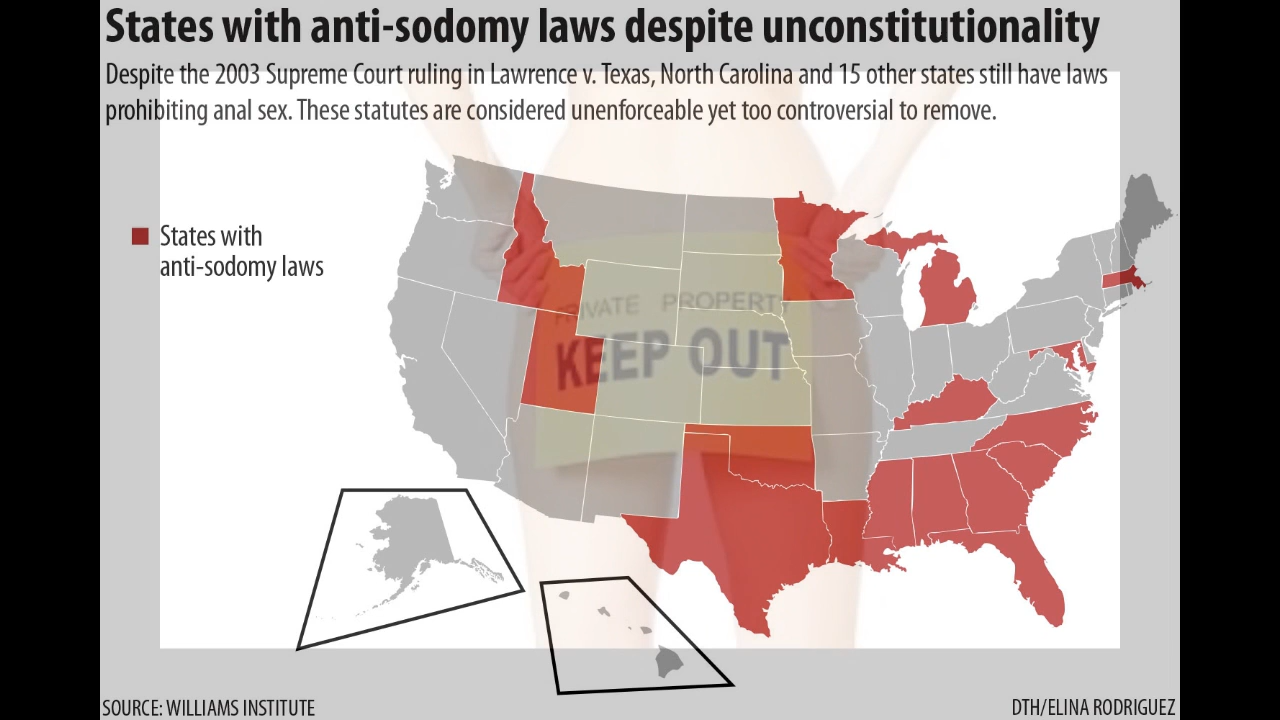 States with anti-sodomy laws despite unconstitutionality
Despite the 2003 Supreme Court ruling in Lawrence v. Texas, North Carolina and 15 other states still have laws
prohibiting anal sex. These statutes are considered unenforceable yet too controversial to remove.
States with
anti-sodomy laws
PRIVATE PROPERTY
KEEP OUT
SOURCE: WILLIAMS INSTITUTE
DTH/ELINA RODRIGUEZ